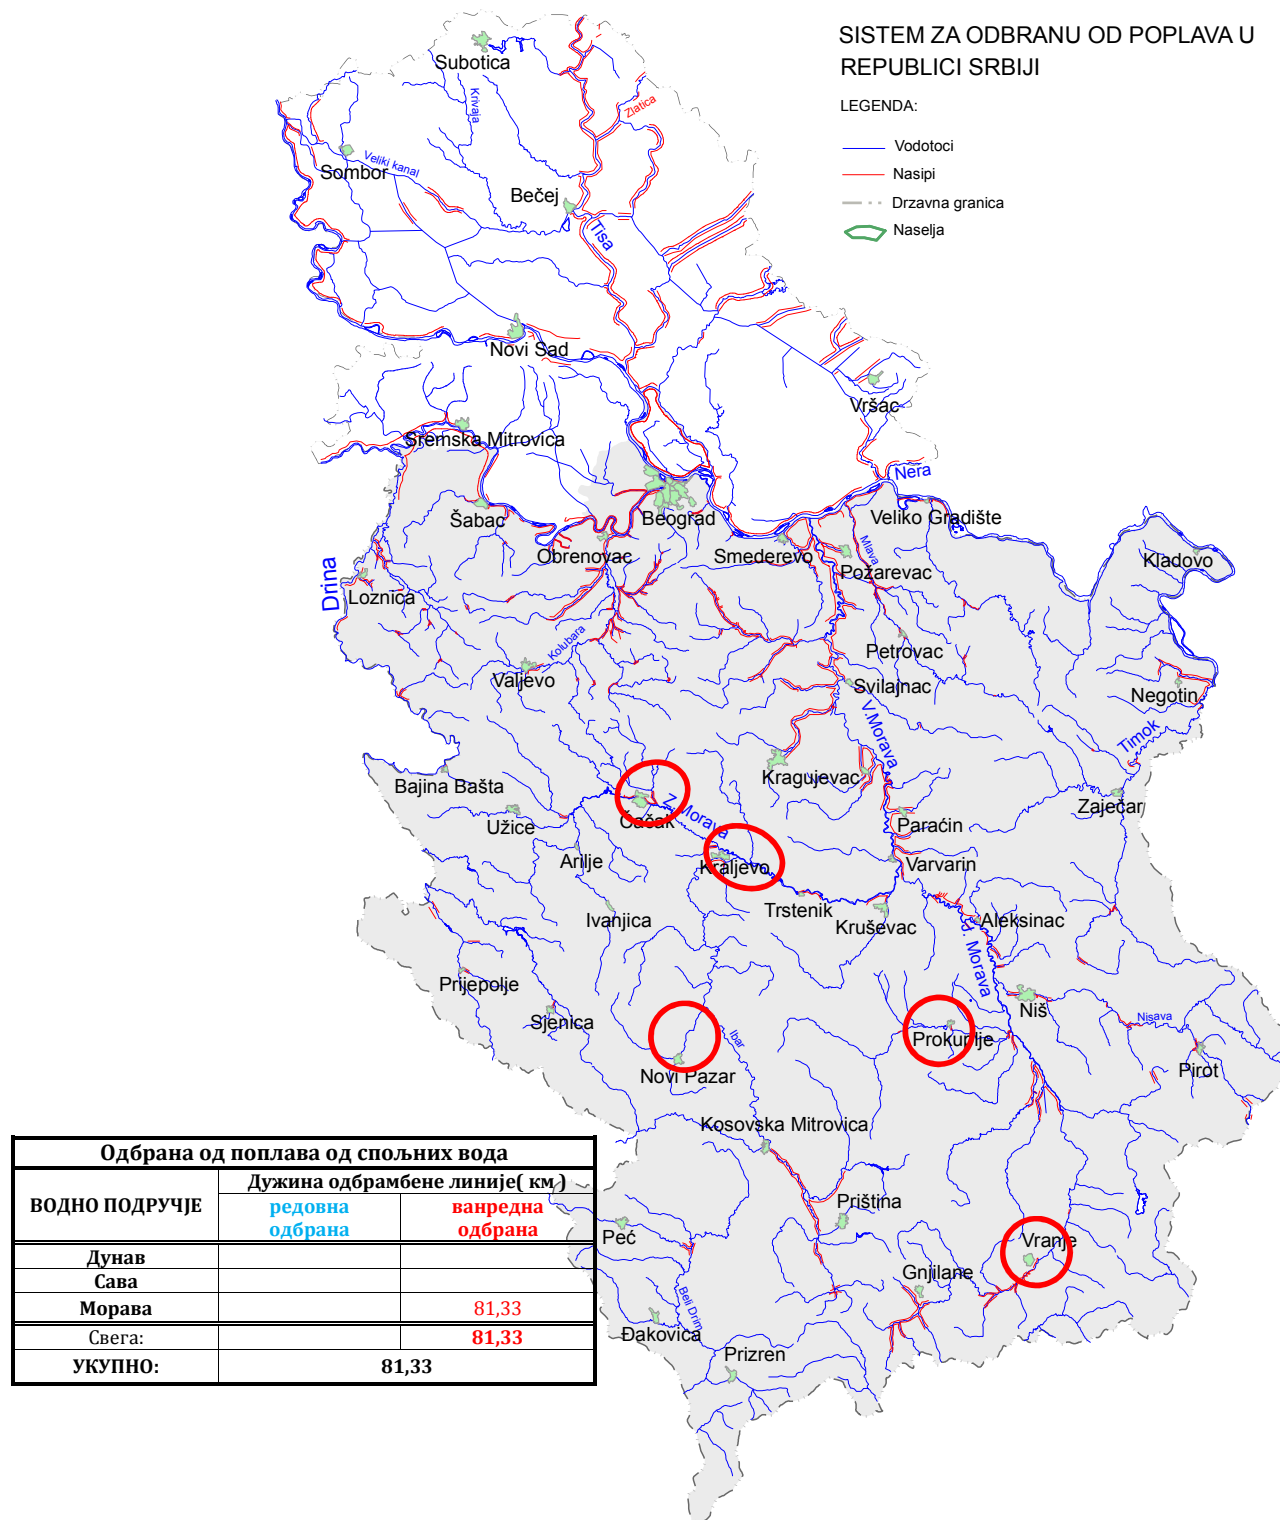 SISTEM ZA ODBRANU OD POPLAVA U
REPUBLICI SRBIJI
LEGENDA:
Vodotoci
Nasipi
Drzavna granica
Naselja
Subotica
Krivaja
Zlatica
Veliki kanal
Sombor
Bečej
Tisa
Novi Sad
Vršac
Sremska Mitrovica
Nera
Šabac
Beograd
Veliko Gradište
Obrenovac
Smederevo
Mlava
Požarevac
Kladovo
Drina
Loznica
Kolubara
Petrovac
Valjevo
Svilajnac
Negotin
V.Morava
Timok
Bajina Bašta
Kragujevac
Z. Morava
Užice
Čačak
Zaječar
Paraćin
Arilje
Kraljevo
Varvarin
Trstenik
Ivanjica
Kruševac
Aleksinac
J. Morava
Prijepolje
Sjenica
Niš
Nisava
Ibar
Prokuplje
Novi Pazar
Pirot
Kosovska Mitrovica
Priština
Peć
Vranje
Gnjilane
Beli Drim
Đakovica
Prizren
Одбрана од поплава од спољних вода
ВОДНО ПОДРУЧЈЕ
Дужина одбрамбене линије( км )
редовна одбрана
ванредна одбрана
Дунав
Сава
Морава 81,33
Свега: 81,33
УКУПНО: 81,33